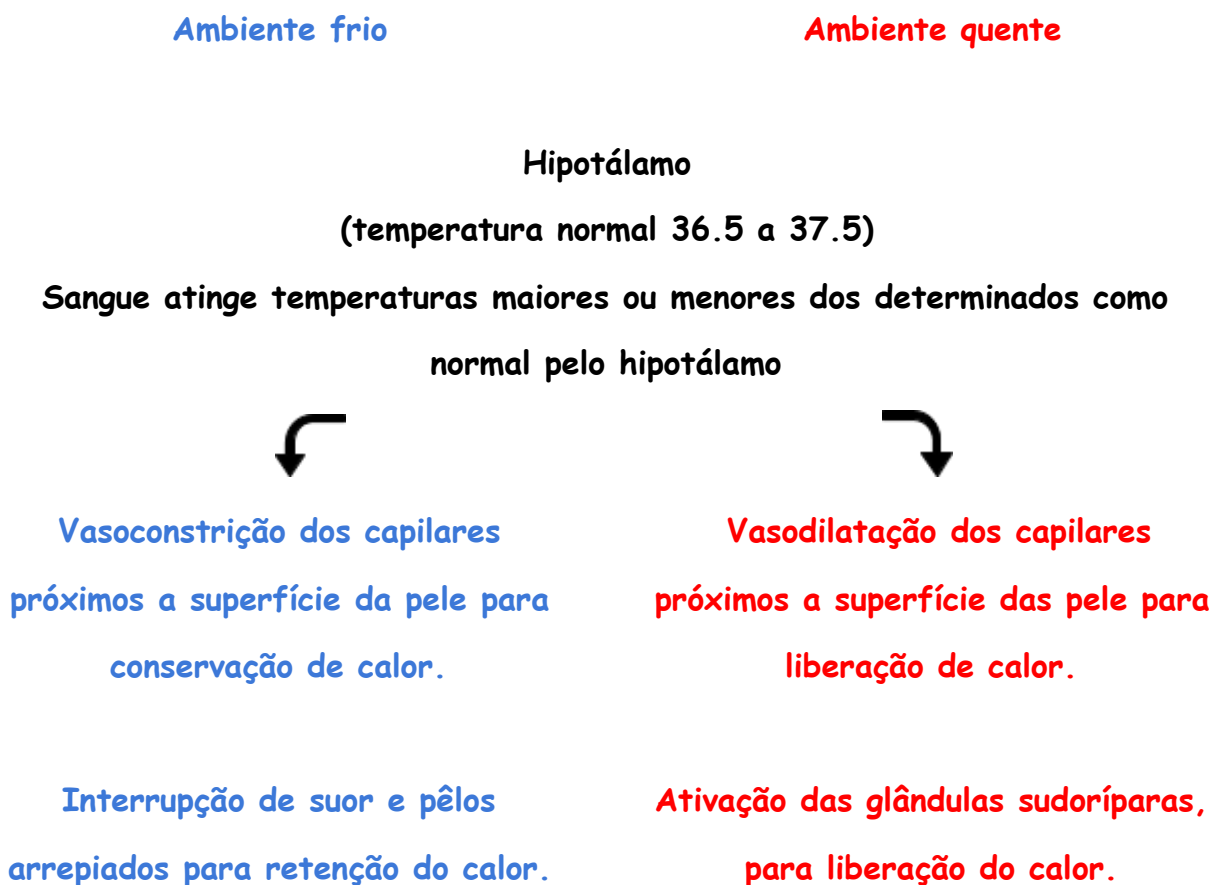 Ambiente frio
Ambiente quente
Hipotálamo
(temperatura normal 36.5 a 37.5)
Sangue atinge temperaturas maiores ou menores dos determinados como
normal pelo hipotálamo
Vasoconstrição dos capilares
próximos a superfície da pele para
conservação de calor.
Interrupção de suor e pêlos
arrepiados para retenção do calor.
Vasodilatação dos capilares
próximos a superfície das pele para
liberação de calor.
Ativação das glândulas sudoríparas,
para liberação do calor.